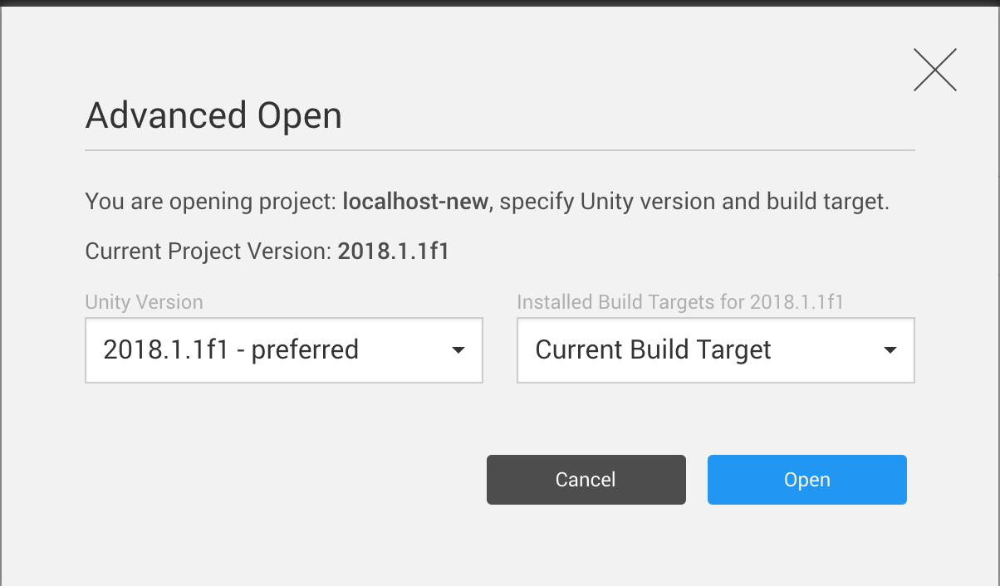 Advanced Open
You are opening project: localhost-new, specify Unity version and build target.
Current Project Version: 2018.1.1f1
Unity Version
Installed Build Targets for 2018.1.1f1
2018.1.1f1 - preferred
Current Build Target
Cancel
Open